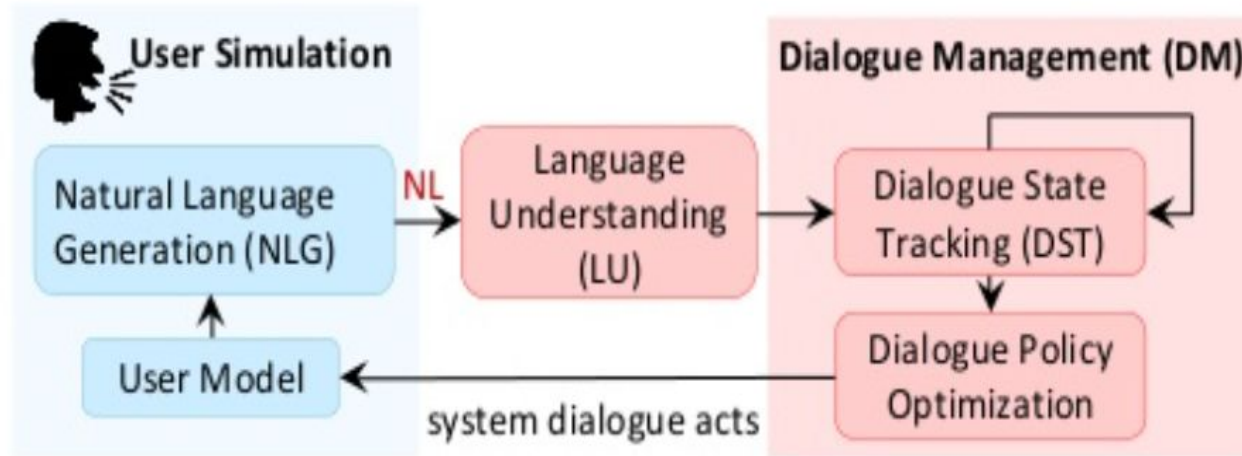 User Simulation
Dialogue Management (DM)
Natural Language
Generation (NLG)
NL
Language
Understanding
(LU)
Dialogue State
Tracking (DST)
User Model
Dialogue Policy
Optimization
system dialogue acts